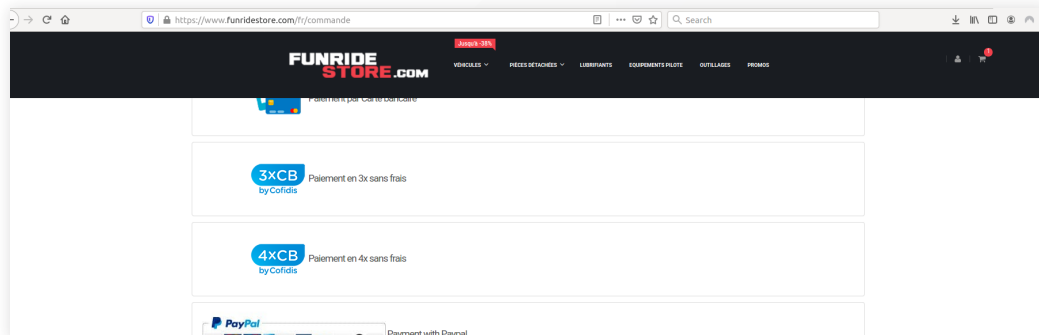 https://www.funridestore.com/fr/commande
Search
Jusqu'à -38%
FUNRIDE
STORE.COM
VÉHICULES
PIÈCES DÉTACHÉES
LUBRIFIANTS
EQUIPEMENTS PILOTE
OUTILLAGES
PROMOS
1
Paiement par Carte bancaire
3XCB
by Cofidis
Paiement en 3x sans frais
4XCB
by Cofidis
Paiement en 4x sans frais
PayPal
Payment with Paypal